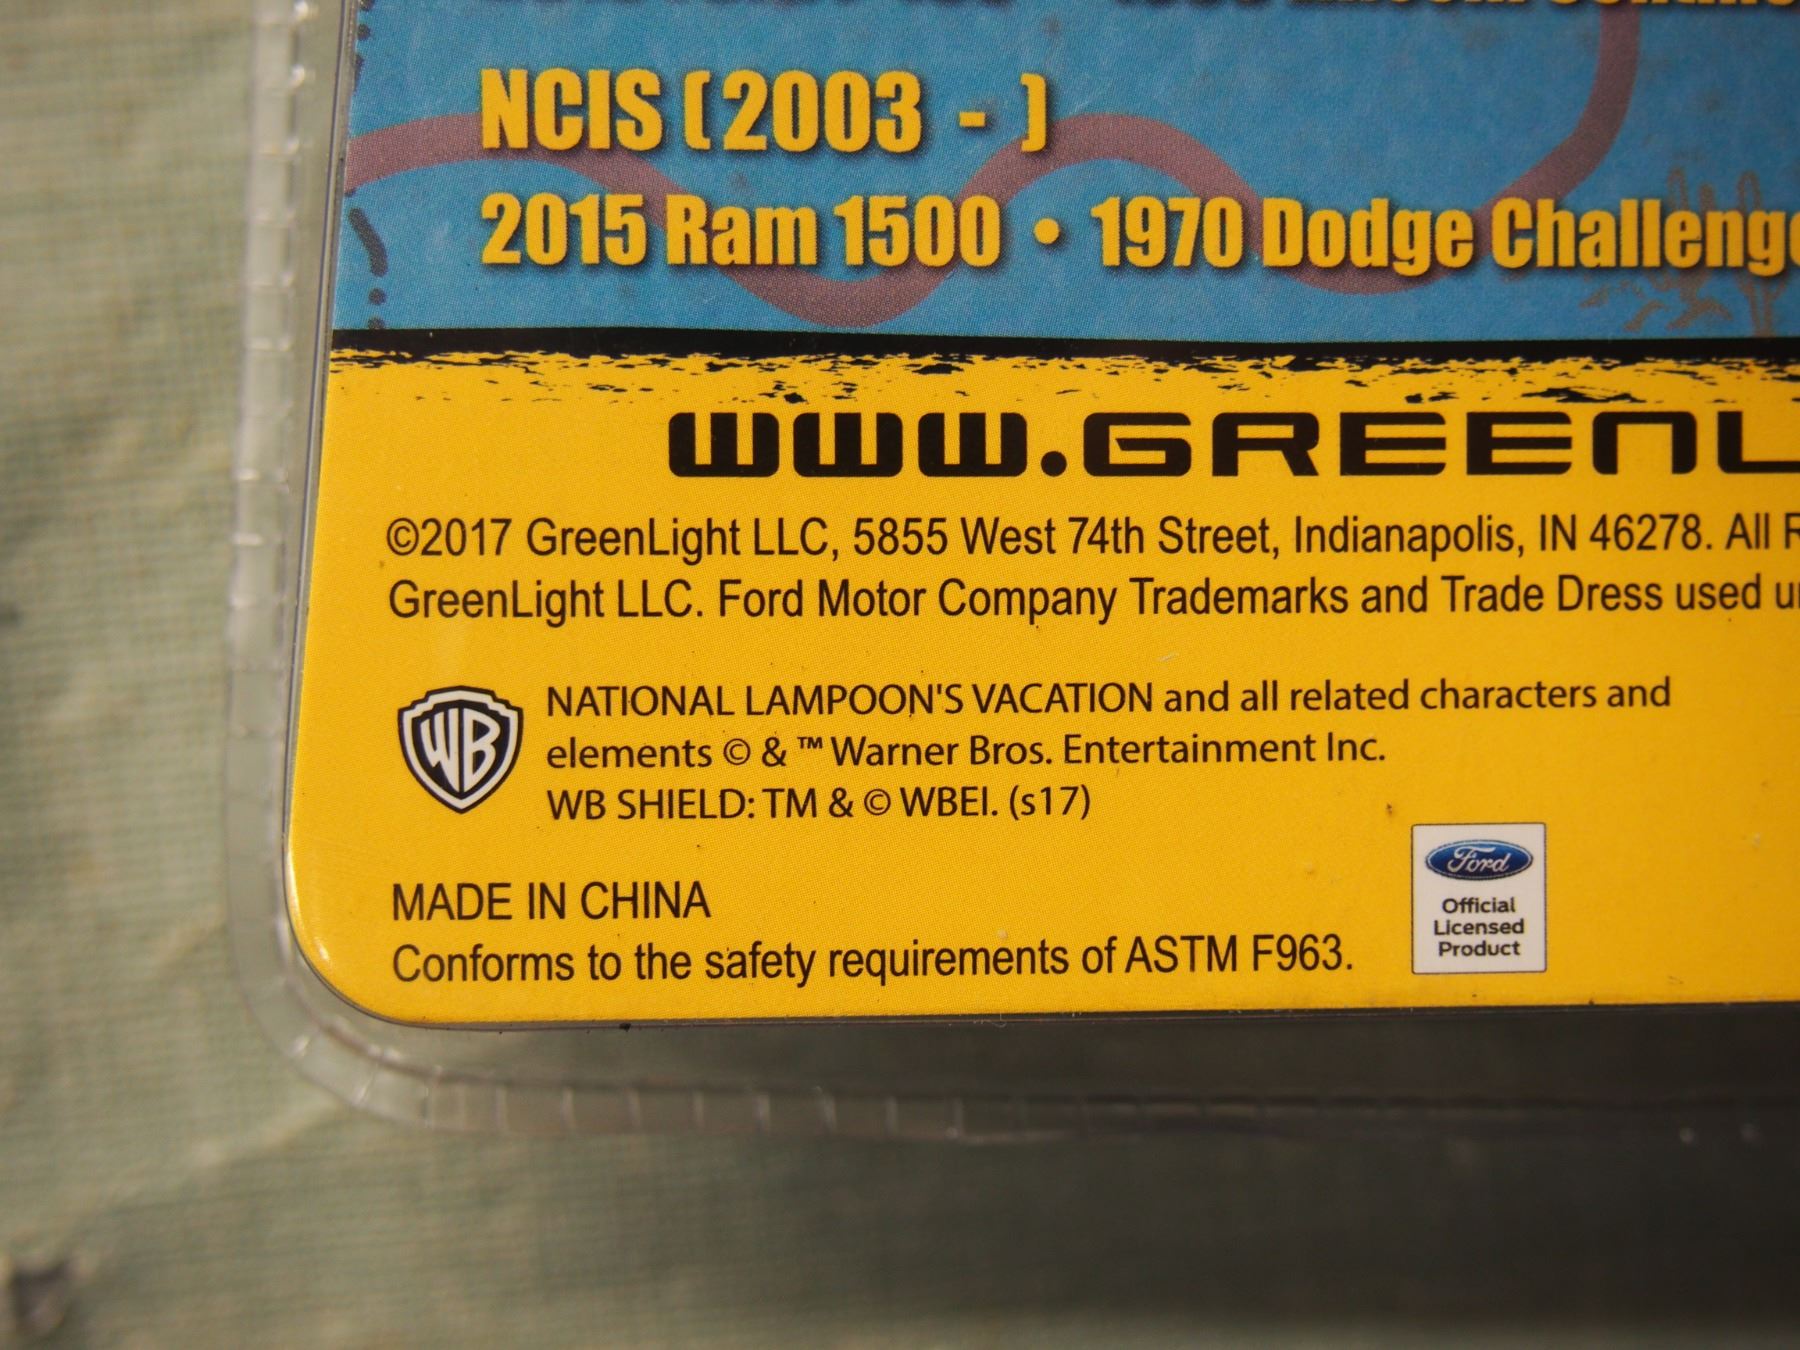 NCIS (2003 - )
2015 Ram 1500 • 1970 Dodge Challenge
WWW.GREENL
©2017 GreenLight LLC, 5855 West 74th Street, Indianapolis, IN 46278. All R
GreenLight LLC. Ford Motor Company Trademarks and Trade Dress used u
WB
NATIONAL LAMPOON'S VACATION and all related characters and
elements © & ™ Warner Bros. Entertainment Inc.
WB SHIELD: TM & © WBEI. (s17)
MADE IN CHINA
Conforms to the safety requirements of ASTM F963.
Ford
Official
Licensed
Product